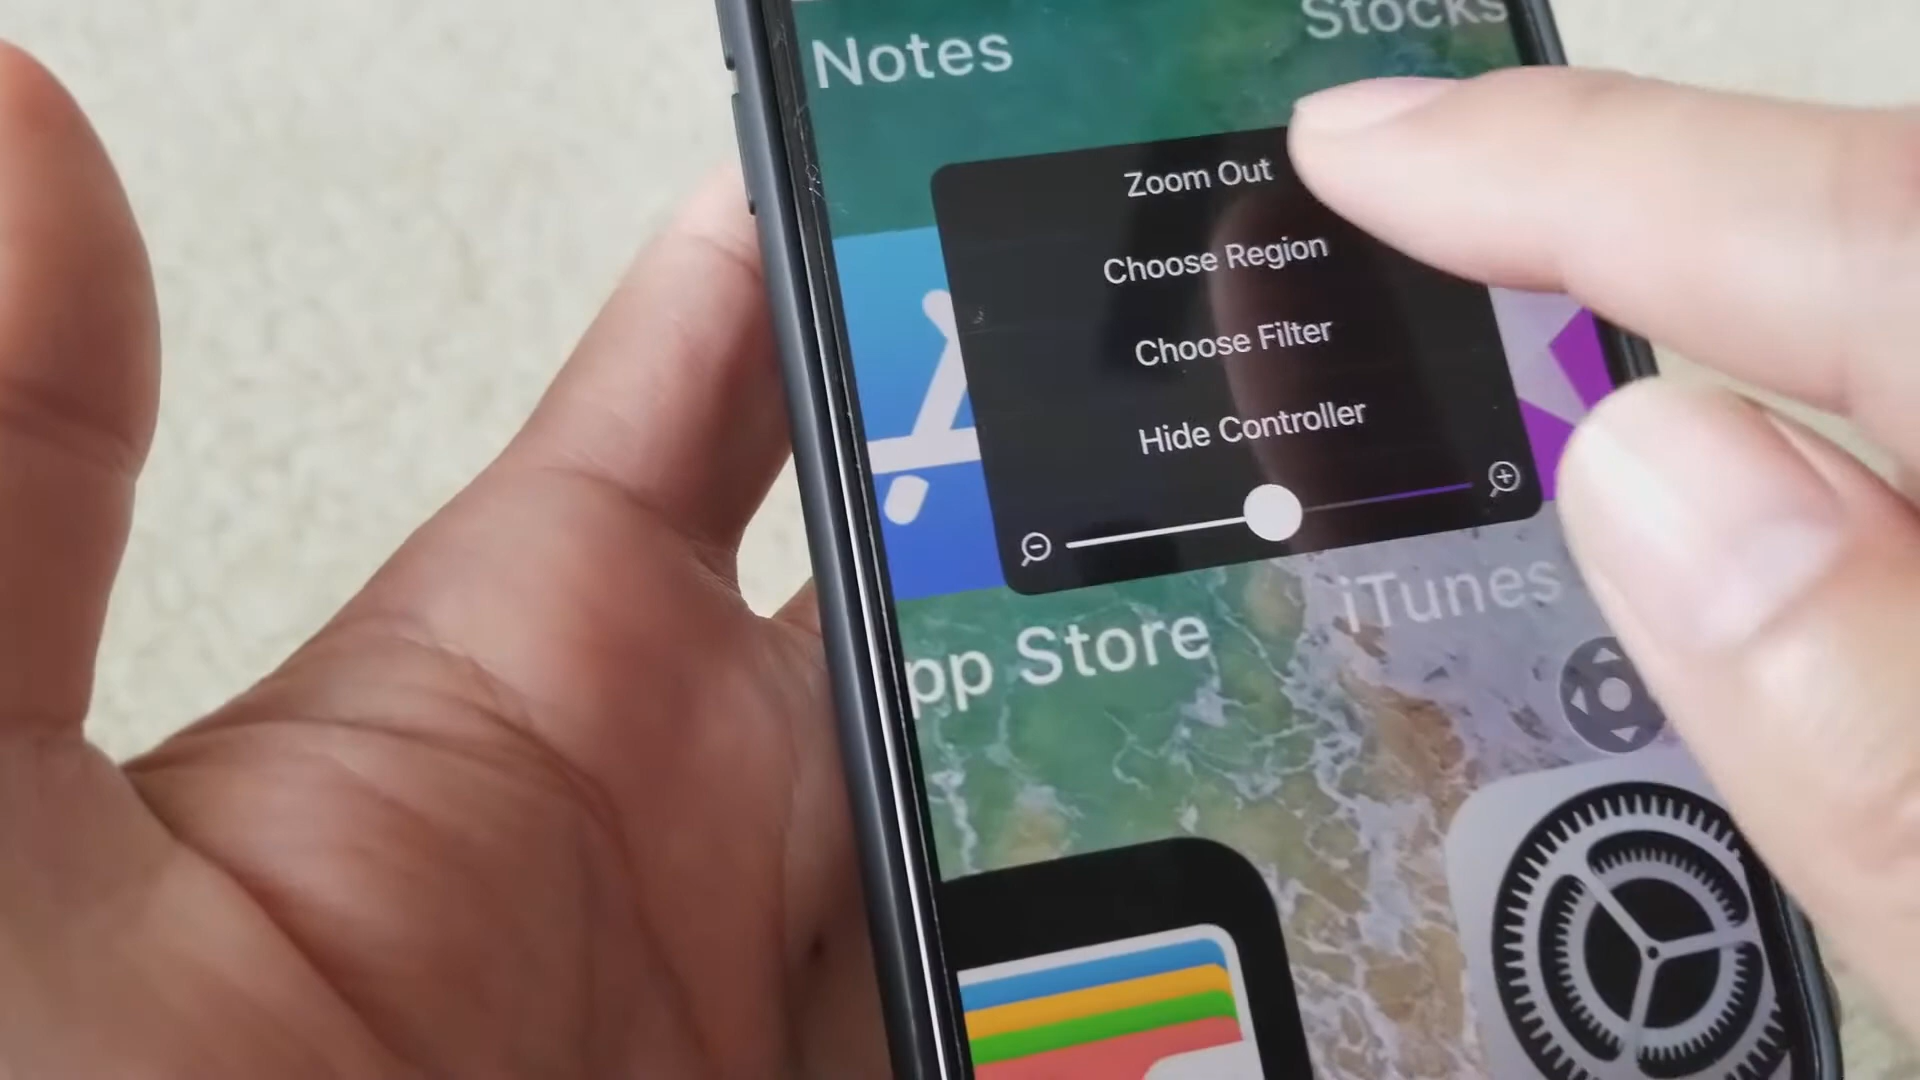 Notes
Stocks
Zoom Out
Choose Region
Choose Filter
Hide Controller
iTunes
pp Store